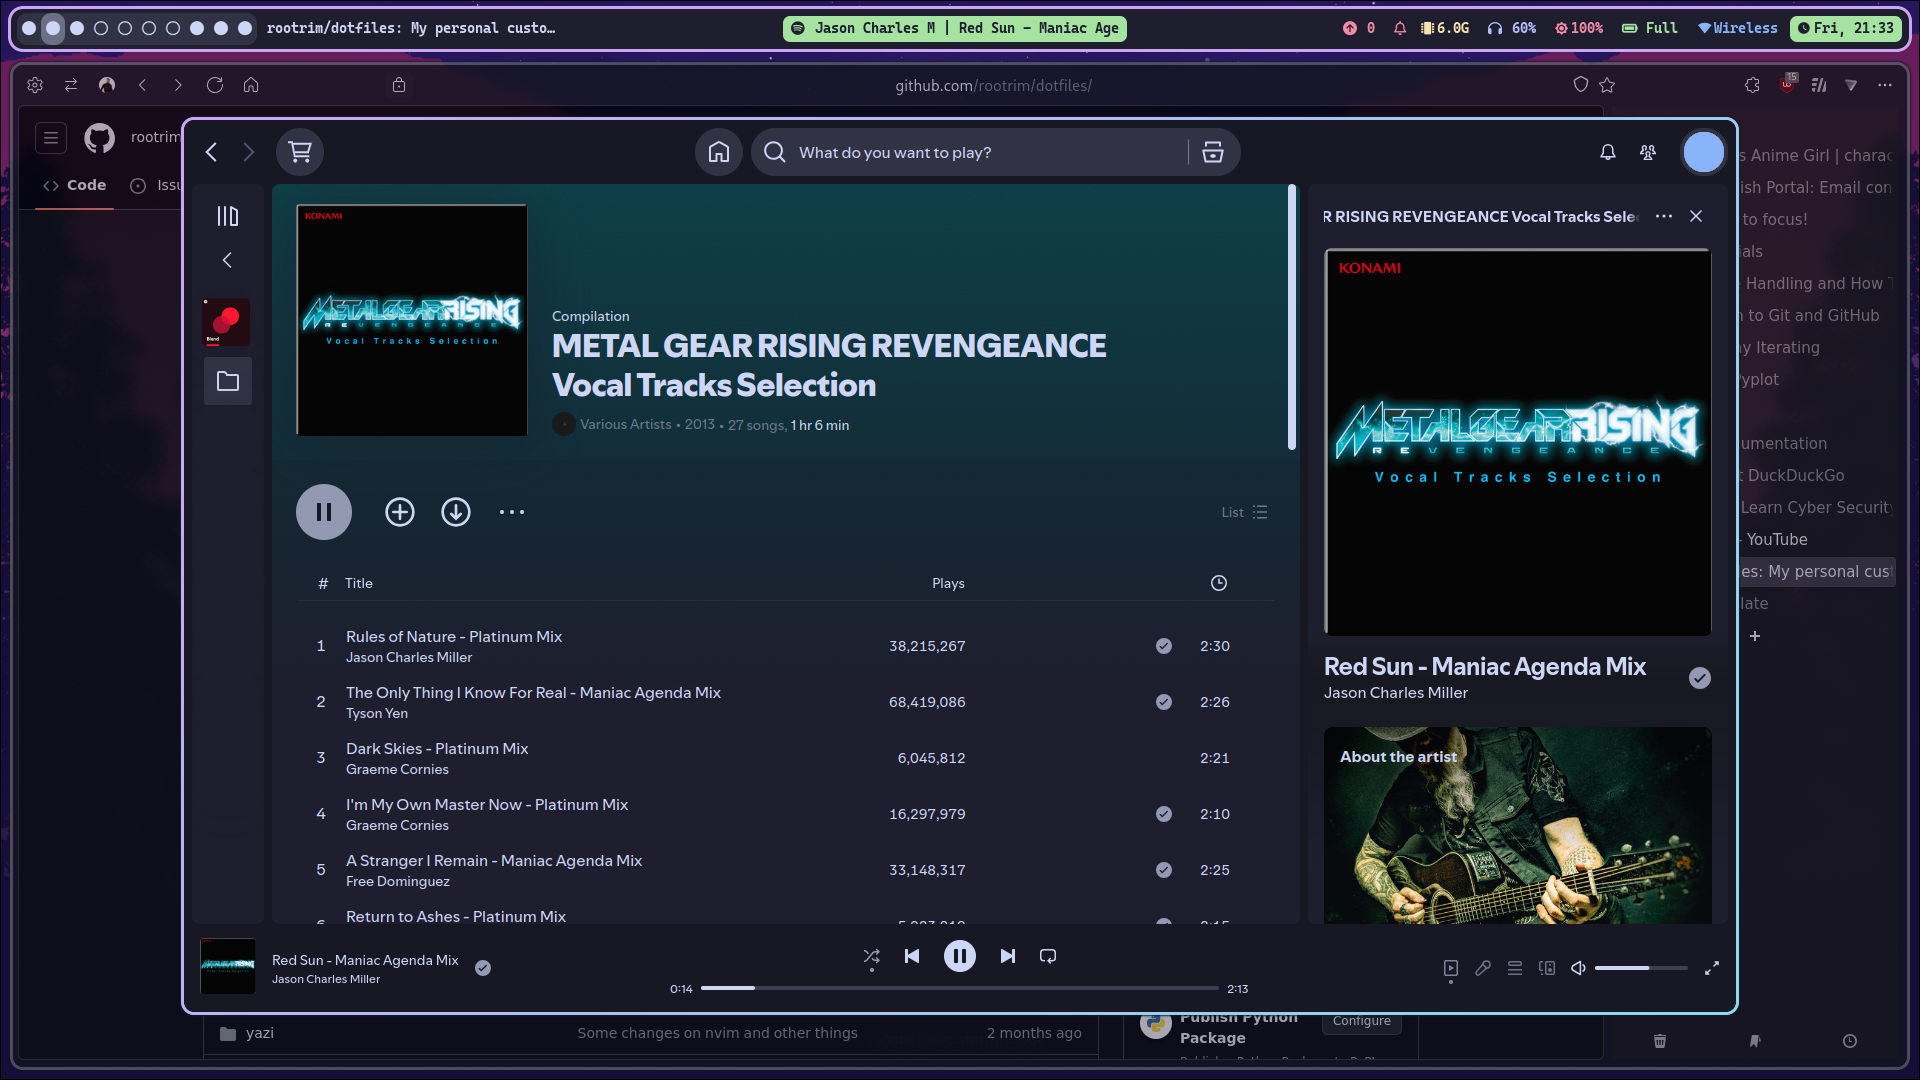 rootrim/dotfiles: My personal custo…
Jason Charles M | Red Sun - Maniac Age
0
6.0G
60%
100%
Full
Wireless
Fri, 21:33
github.com/rootrim/dotfiles/
15
rootrim
Code
Issu
What do you want to play?
s Anime Girl | charac
ish Portal: Email con
to focus!
ials
Handling and How T
n to Git and GitHub
ny Iterating
Pyplot
umentation
t DuckDuckGo
Learn Cyber Security
- YouTube
es: My personal cust
late
Blend
KONAMI
METAL GEAR RISING
REVENGEANCE
Vocal Tracks Selection
Compilation
METAL GEAR RISING REVENGEANCE
Vocal Tracks Selection
Various Artists • 2013 • 27 songs, 1 hr 6 min
List
# Title Plays
1 Rules of Nature - Platinum Mix 38,215,267 2:30
Jason Charles Miller
2 The Only Thing I Know For Real - Maniac Agenda Mix 68,419,086 2:26
Tyson Yen
3 Dark Skies - Platinum Mix 6,045,812 2:21
Graeme Cornies
4 I'm My Own Master Now - Platinum Mix 16,297,979 2:10
Graeme Cornies
5 A Stranger I Remain - Maniac Agenda Mix 33,148,317 2:25
Free Dominguez
Return to Ashes - Platinum Mix
R RISING REVENGEANCE Vocal Tracks Selec
KONAMI
METAL GEAR RISING
REVENGEANCE
Vocal Tracks Selection
Red Sun - Maniac Agenda Mix
Jason Charles Miller
About the artist
METAL GEAR RISING
Red Sun - Maniac Agenda Mix
Jason Charles Miller
0:14
2:13
yazi Some changes on nvim and other things 2 months ago
Publish Python
Package
Configure